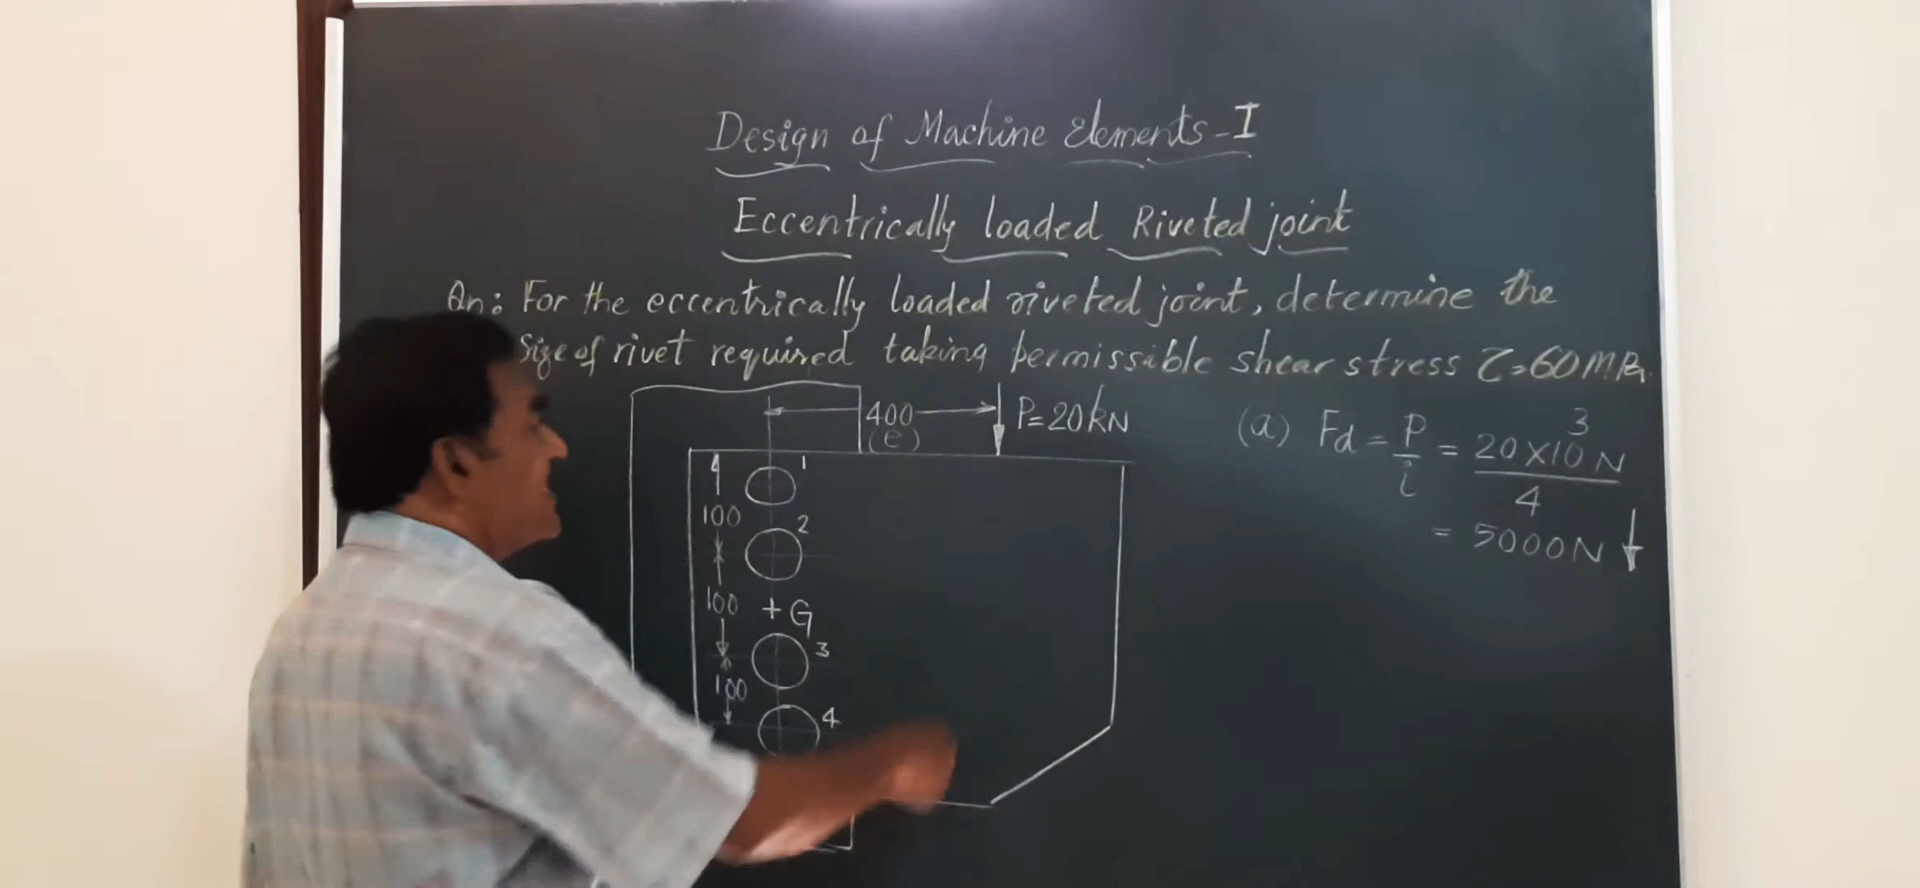 Design of Machine Elements-I
Eccentrically loaded Riveted joint
Qn: For the eccentrically loaded riveted joint, determine the
Size of rivet required taking permissible shear stress τ=60MPa.
400
(e)
P=20kN
1
100
2
100
+G
3
100
4
(a) Fd = P/i = 20×10³N/4
= 5000N ↓